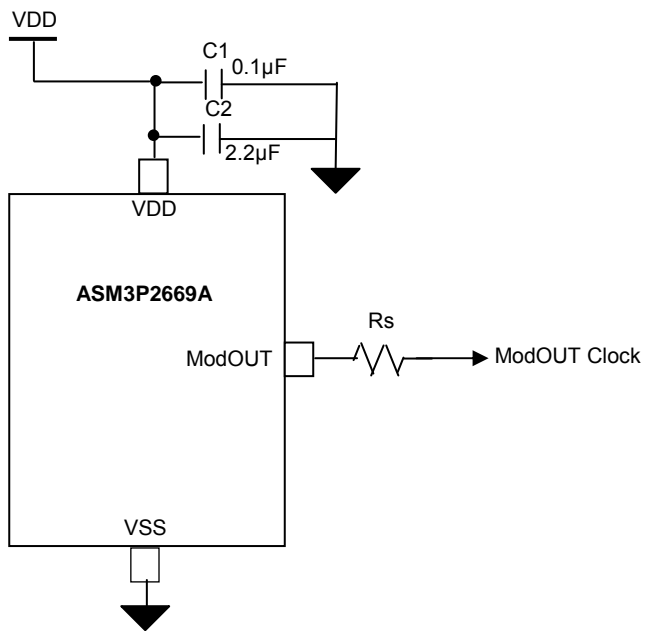 VDD
C1
0.1µF
C2
2.2µF
VDD
ASM3P2669A
Rs
ModOUT
ModOUT Clock
VSS